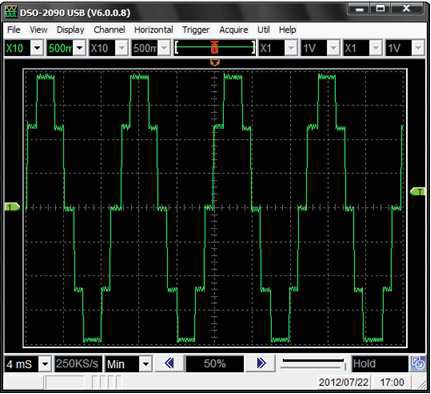 DSO-2090 USB (V6.0.0.8)
File View Display Channel Horizontal Trigger Acquire Util Help
X10 500m X10 500m X1 1V X1 1V
4 mS 250KS/s Min 50% Hold
2012/07/22 17:00